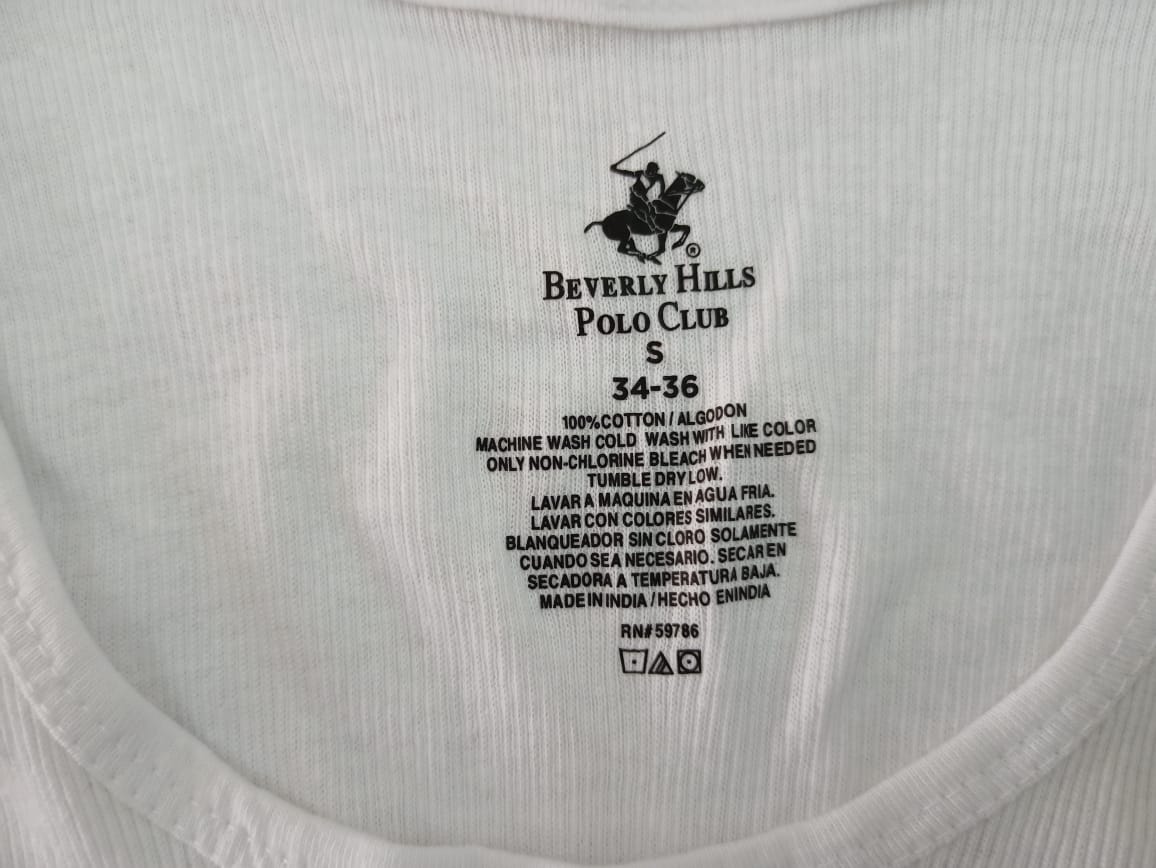 ®
BEVERLY HILLS
POLO CLUB
S
34-36
100%COTTON / ALGODON
MACHINE WASH COLD WASH WITH LIKE COLOR
ONLY NON-CHLORINE BLEACH WHEN NEEDED
TUMBLE DRY LOW.
LAVAR A MAQUINA EN AGUA FRIA.
LAVAR CON COLORES SIMILARES.
BLANQUEADOR SIN CLORO SOLAMENTE
CUANDO SEA NECESARIO. SECAR EN
SECADORA A TEMPERATURA BAJA.
MADE IN INDIA / HECHO ENINDIA
RN# 59786